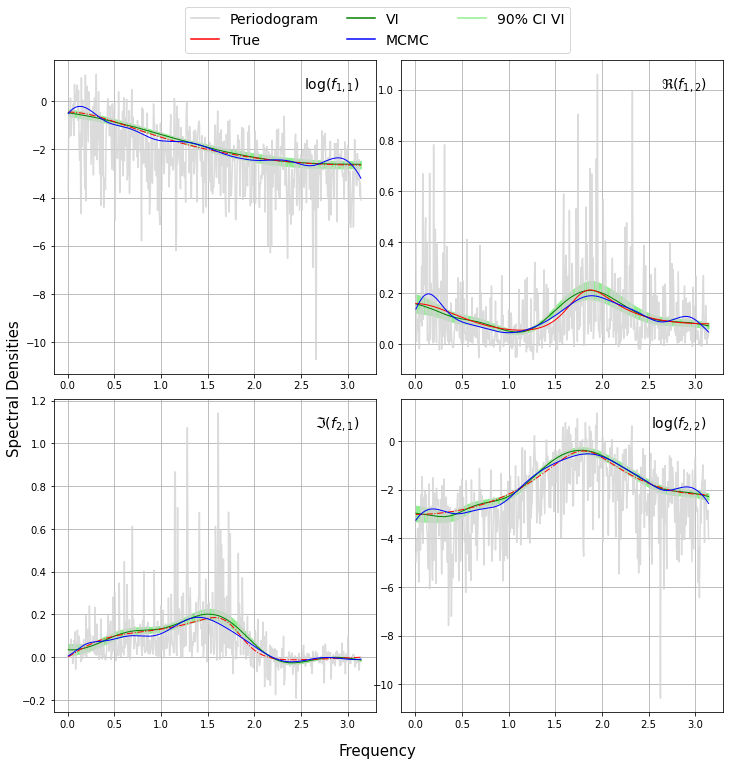 Periodogram VI 90% CI VI
True MCMC
log(f1,1)
0
−2
−4
−6
−8
−10
0.0 0.5 1.0 1.5 2.0 2.5 3.0
ℜ(f1,2)
1.0
0.8
0.6
0.4
0.2
0.0
0.0 0.5 1.0 1.5 2.0 2.5 3.0
Spectral Densities
ℑ(f2,1)
1.2
1.0
0.8
0.6
0.4
0.2
0.0
−0.2
0.0 0.5 1.0 1.5 2.0 2.5 3.0
log(f2,2)
0
−2
−4
−6
−8
−10
0.0 0.5 1.0 1.5 2.0 2.5 3.0
Frequency